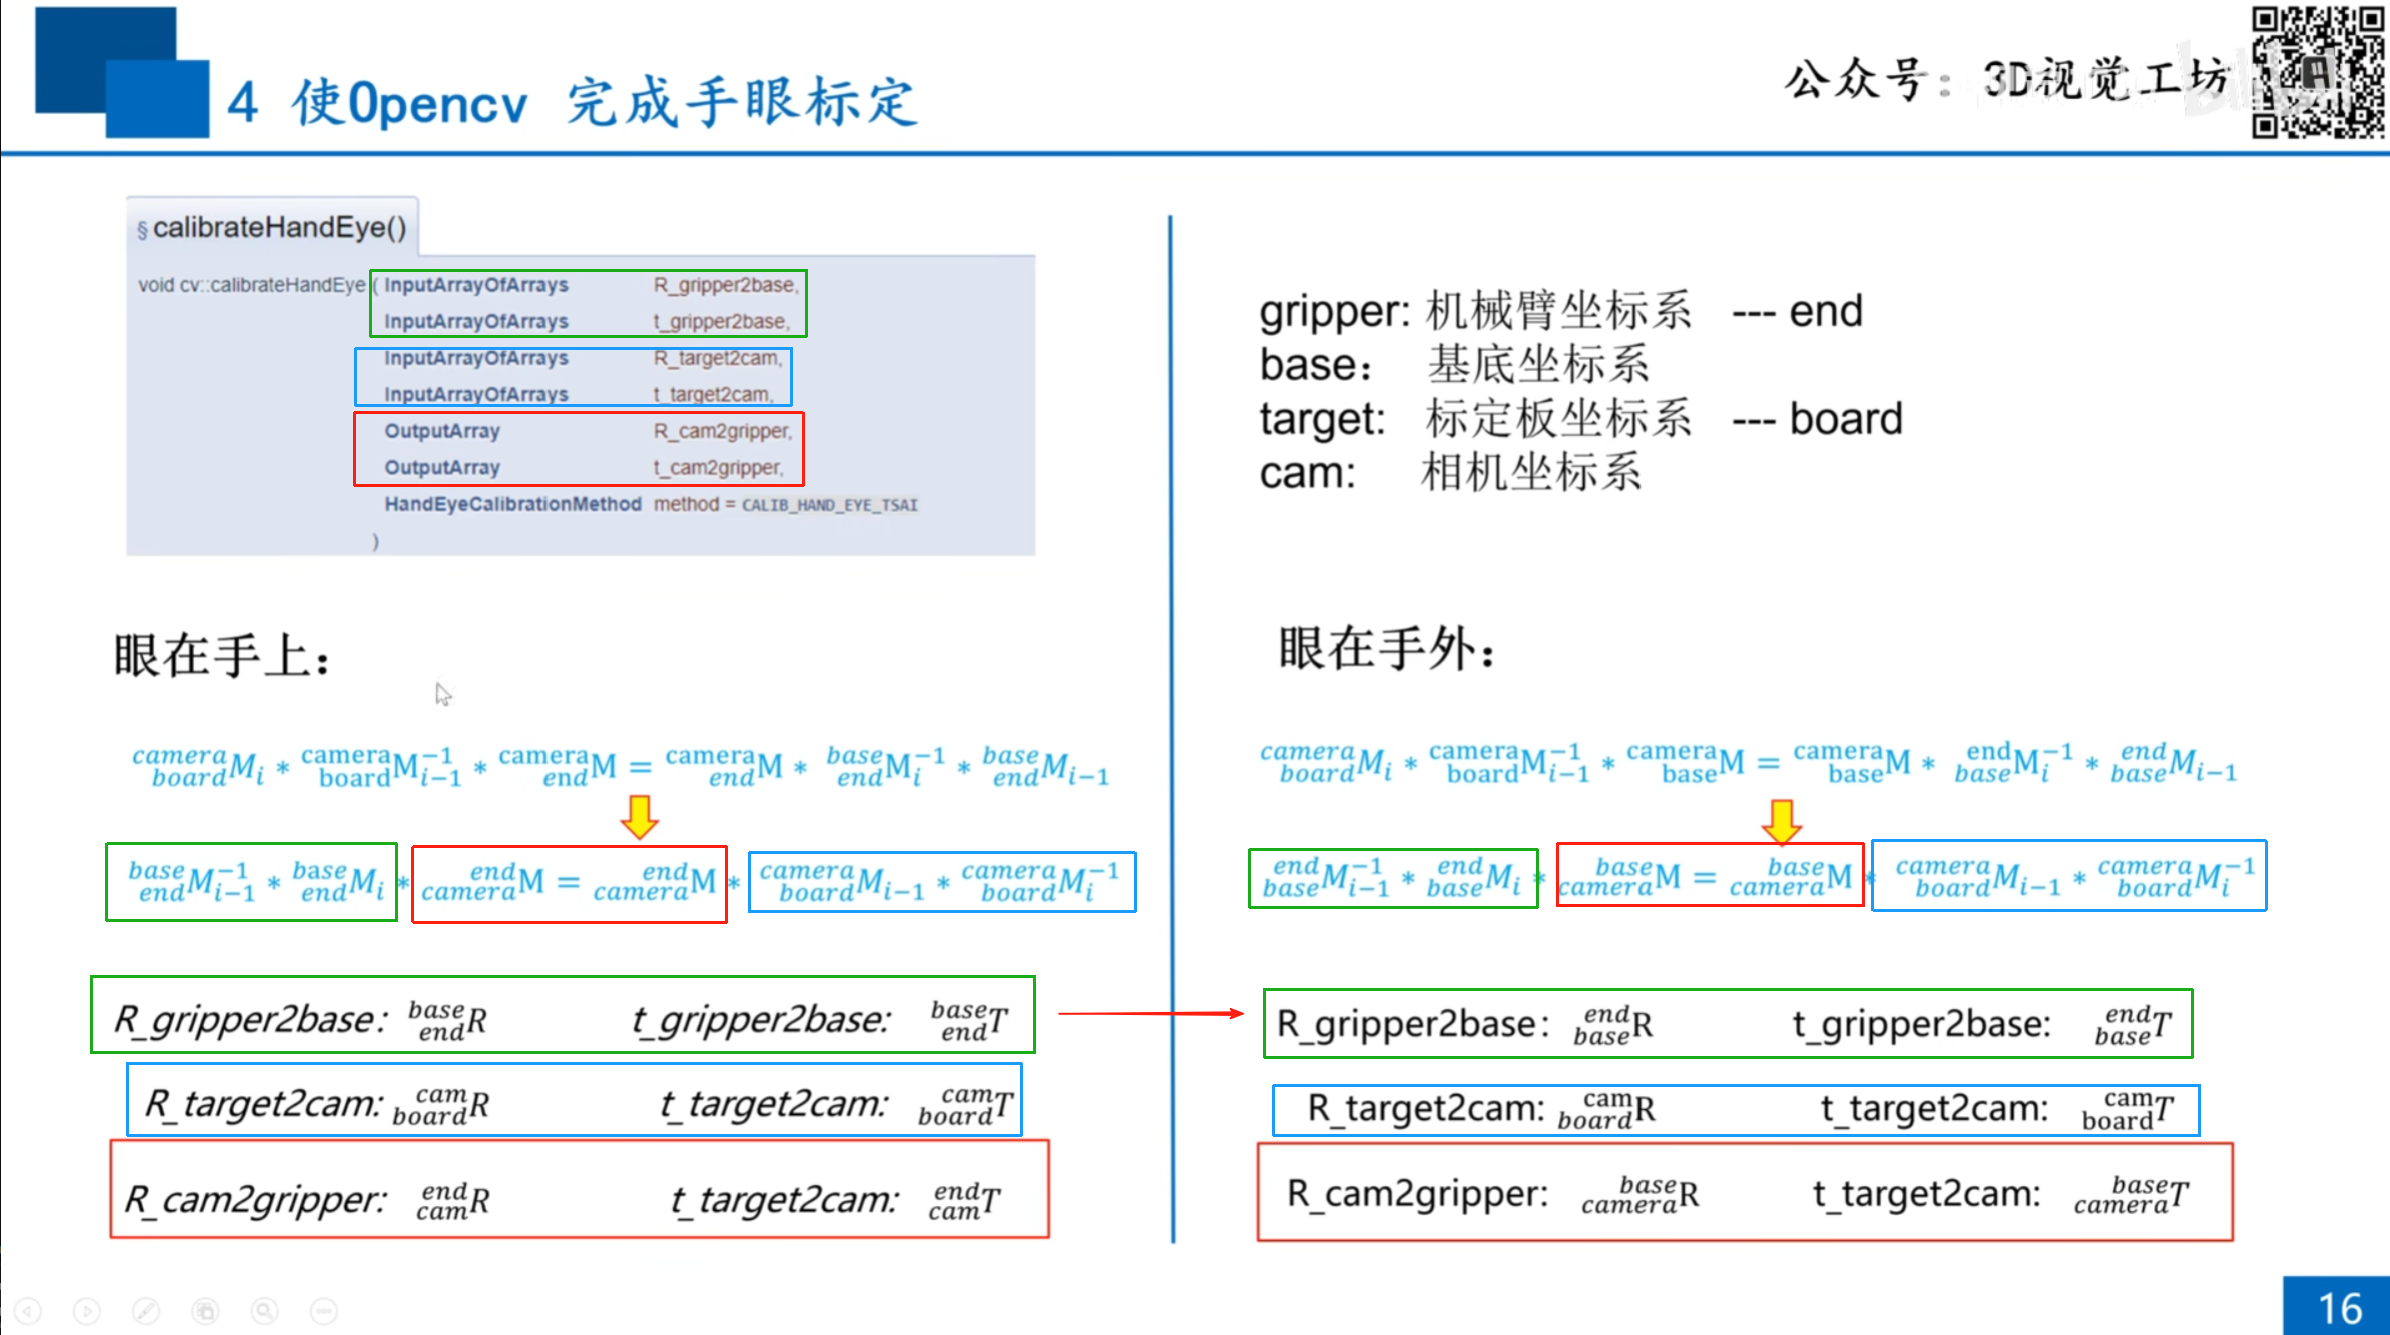 4 使Opencv 完成手眼标定
公众号：3D视觉工坊
§ calibrateHandEye()
void cv::calibrateHandEye ( InputArrayOfArrays R_gripper2base,
InputArrayOfArrays t_gripper2base,
InputArrayOfArrays R_target2cam,
InputArrayOfArrays t_target2cam,
OutputArray R_cam2gripper,
OutputArray t_cam2gripper,
HandEyeCalibrationMethod method = CALIB_HAND_EYE_TSAI
)
gripper: 机械臂坐标系 --- end
base： 基底坐标系
target: 标定板坐标系 --- board
cam: 相机坐标系
眼在手上：
^{camera}_{board}M_i * ^{camera}_{board}M_{i-1}^{-1} * ^{camera}_{end}M = ^{camera}_{end}M * ^{base}_{end}M_i^{-1} * ^{base}_{end}M_{i-1}
^{base}_{end}M_{i-1}^{-1} * ^{base}_{end}M_i * ^{end}_{camera}M = ^{end}_{camera}M * ^{camera}_{board}M_{i-1} * ^{camera}_{board}M_i^{-1}
R_gripper2base: ^{base}_{end}R t_gripper2base: ^{base}_{end}T
R_target2cam: ^{cam}_{board}R t_target2cam: ^{cam}_{board}T
R_cam2gripper: ^{end}_{cam}R t_target2cam: ^{end}_{cam}T
眼在手外：
^{camera}_{board}M_i * ^{camera}_{board}M_{i-1}^{-1} * ^{camera}_{base}M = ^{camera}_{base}M * ^{end}_{base}M_i^{-1} * ^{end}_{base}M_{i-1}
^{end}_{base}M_{i-1}^{-1} * ^{end}_{base}M_i * ^{base}_{camera}M = ^{base}_{camera}M * ^{camera}_{board}M_{i-1} * ^{camera}_{board}M_i^{-1}
R_gripper2base: ^{end}_{base}R t_gripper2base: ^{end}_{base}T
R_target2cam: ^{cam}_{board}R t_target2cam: ^{cam}_{board}T
R_cam2gripper: ^{base}_{camera}R t_target2cam: ^{base}_{camera}T
16